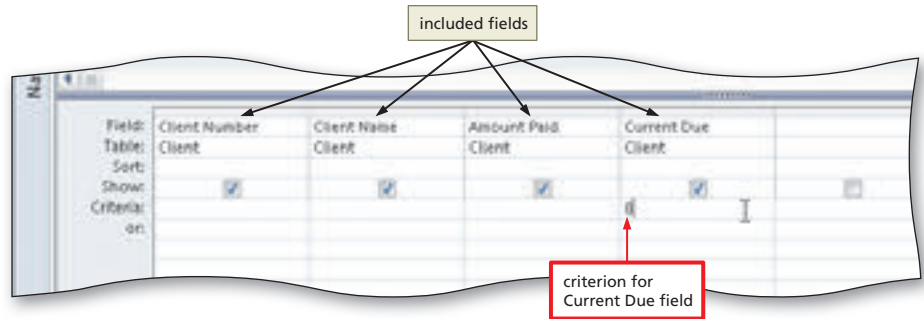 included fields
Na
Field: Client Number Client Name Amount Paid Current Due
Table: Client Client Client Client
Sort:
Show:
Criteria: 0
or:
criterion for
Current Due field